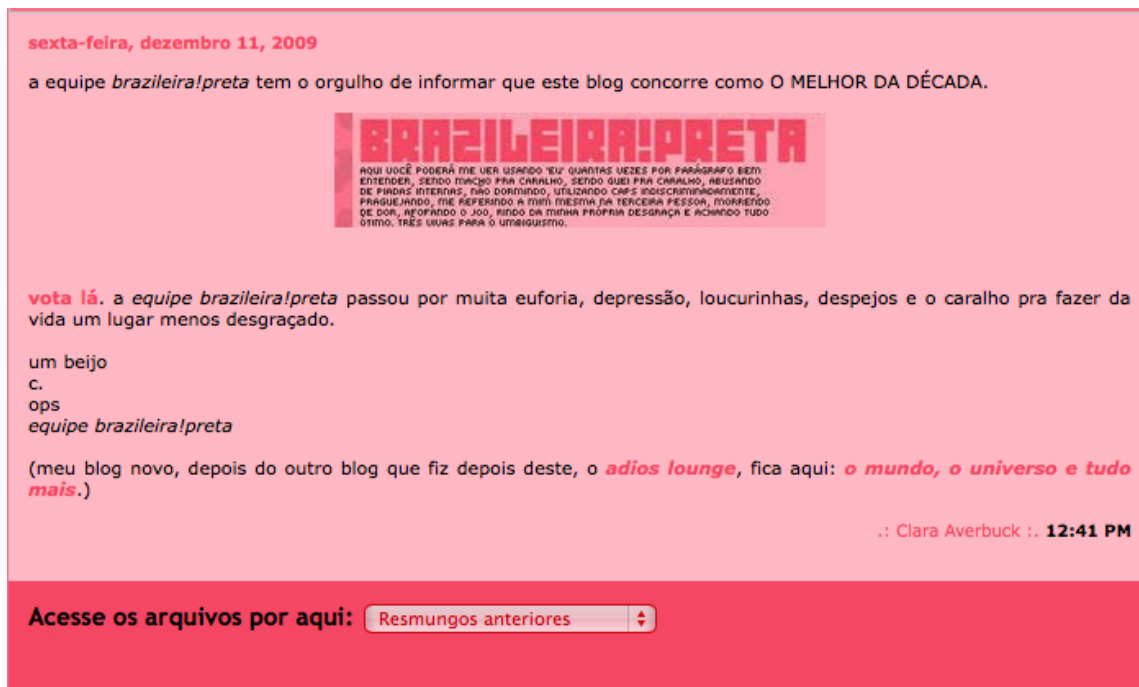 sexta-feira, dezembro 11, 2009
a equipe brazileira!preta tem o orgulho de informar que este blog concorre como O MELHOR DA DÉCADA.
BRAZILEIRA!PRETA
AQUI VOCÊ PODERÁ ME VER USANDO 'EU' QUANTAS VEZES POR PARÁGRAFO BEM
ENTENDER, SENDO MACHO PRA CARALHO, SENDO GUEI PRA CARALHO, ABUSANDO
DE PIADAS INTERNAS, NÃO DORMINDO, UTILIZANDO CAPS INDISCRIMINADAMENTE,
PRAGUEJANDO, ME REFERINDO A MIM MESMA NA TERCEIRA PESSOA, MORRENDO
DE DOR, AFOFANDO O JOO, RINDO DA MINHA PRÓPRIA DESGRAÇA E ACHANDO TUDO
ÓTIMO. TRÊS VIVAS PARA O UMBIGUISMO.
vota lá. a equipe brazileira!preta passou por muita euforia, depressão, loucurinhas, despejos e o caralho pra fazer da
vida um lugar menos desgraçado.
um beijo
c.
ops
equipe brazileira!preta
(meu blog novo, depois do outro blog que fiz depois deste, o adios lounge, fica aqui: o mundo, o universo e tudo
mais.)
.: Clara Averbuck :. 12:41 PM
Acesse os arquivos por aqui: Resmungos anteriores